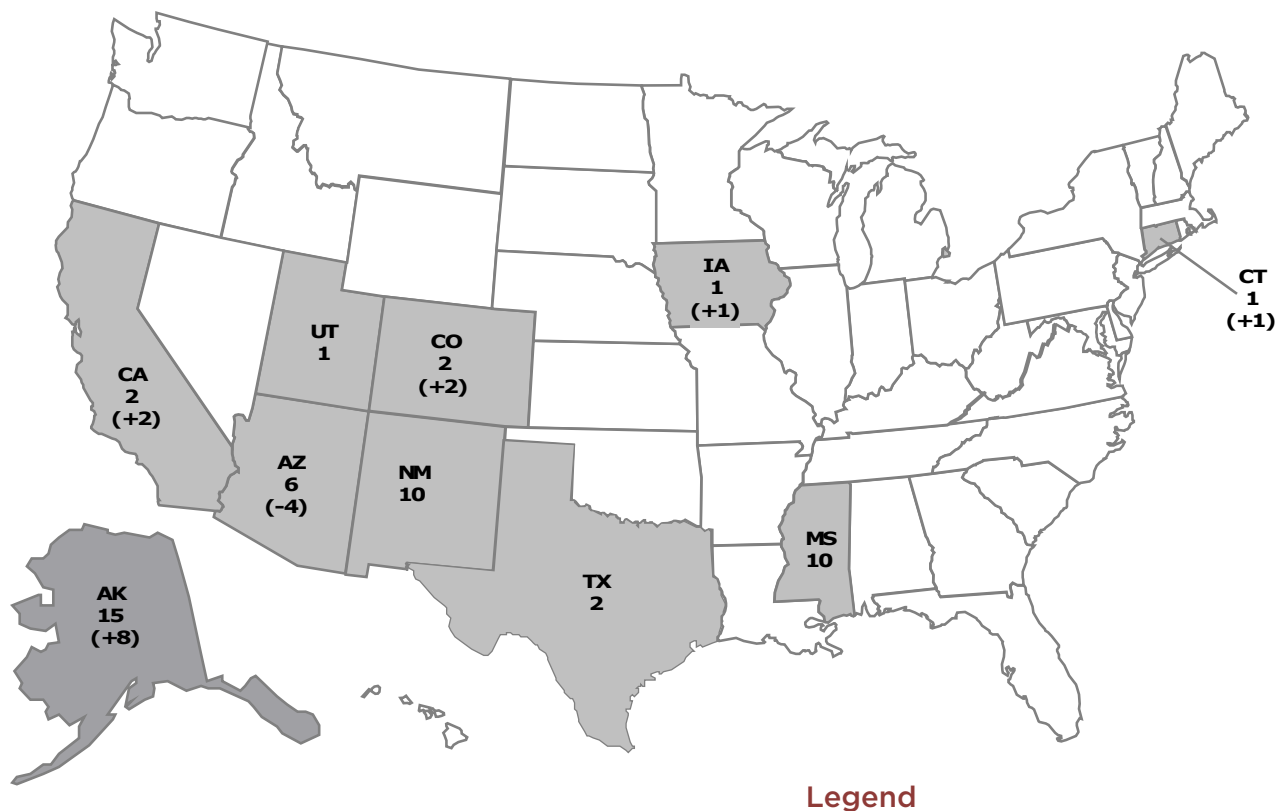 IA
1
(+1)
CT
1
(+1)
UT
1
CO
2
(+2)
CA
2
(+2)
AZ
6
(-4)
NM
10
MS
10
TX
2
AK
15
(+8)
Legend